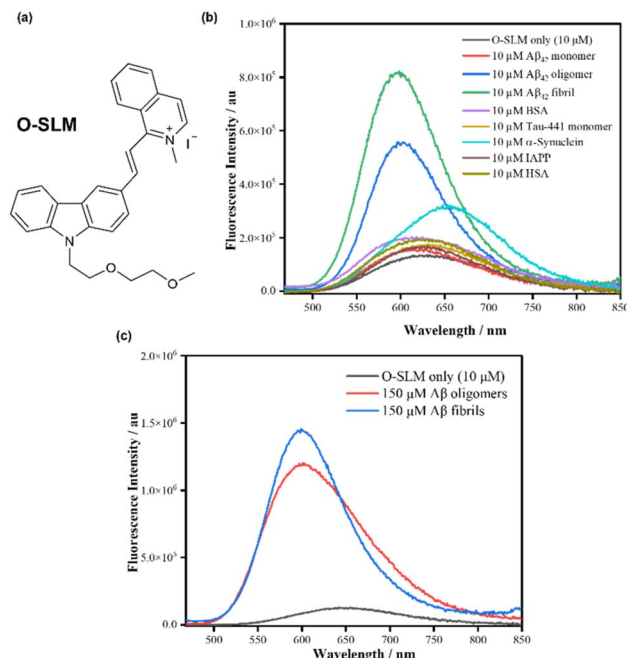 (a)
O-SLM
N+
I−
N
O
O
(b)
Fluorescence Intensity / au
1.0×10⁶
8.0×10⁵
6.0×10⁵
4.0×10⁵
2.0×10⁵
0.0
O-SLM only (10 μM)
10 μM Aβ₄₂ monomer
10 μM Aβ₄₂ oligomer
10 μM Aβ₄₂ fibril
10 μM BSA
10 μM Tau-441 monomer
10 μM α-Synuclein
10 μM IAPP
10 μM HSA
500 550 600 650 700 750 800 850
Wavelength / nm
(c)
Fluorescence Intensity / au
2.0×10⁶
1.5×10⁶
1.0×10⁶
5.0×10⁵
0.0
O-SLM only (10 μM)
150 μM Aβ oligomers
150 μM Aβ fibrils
500 550 600 650 700 750 800 850
Wavelength / nm